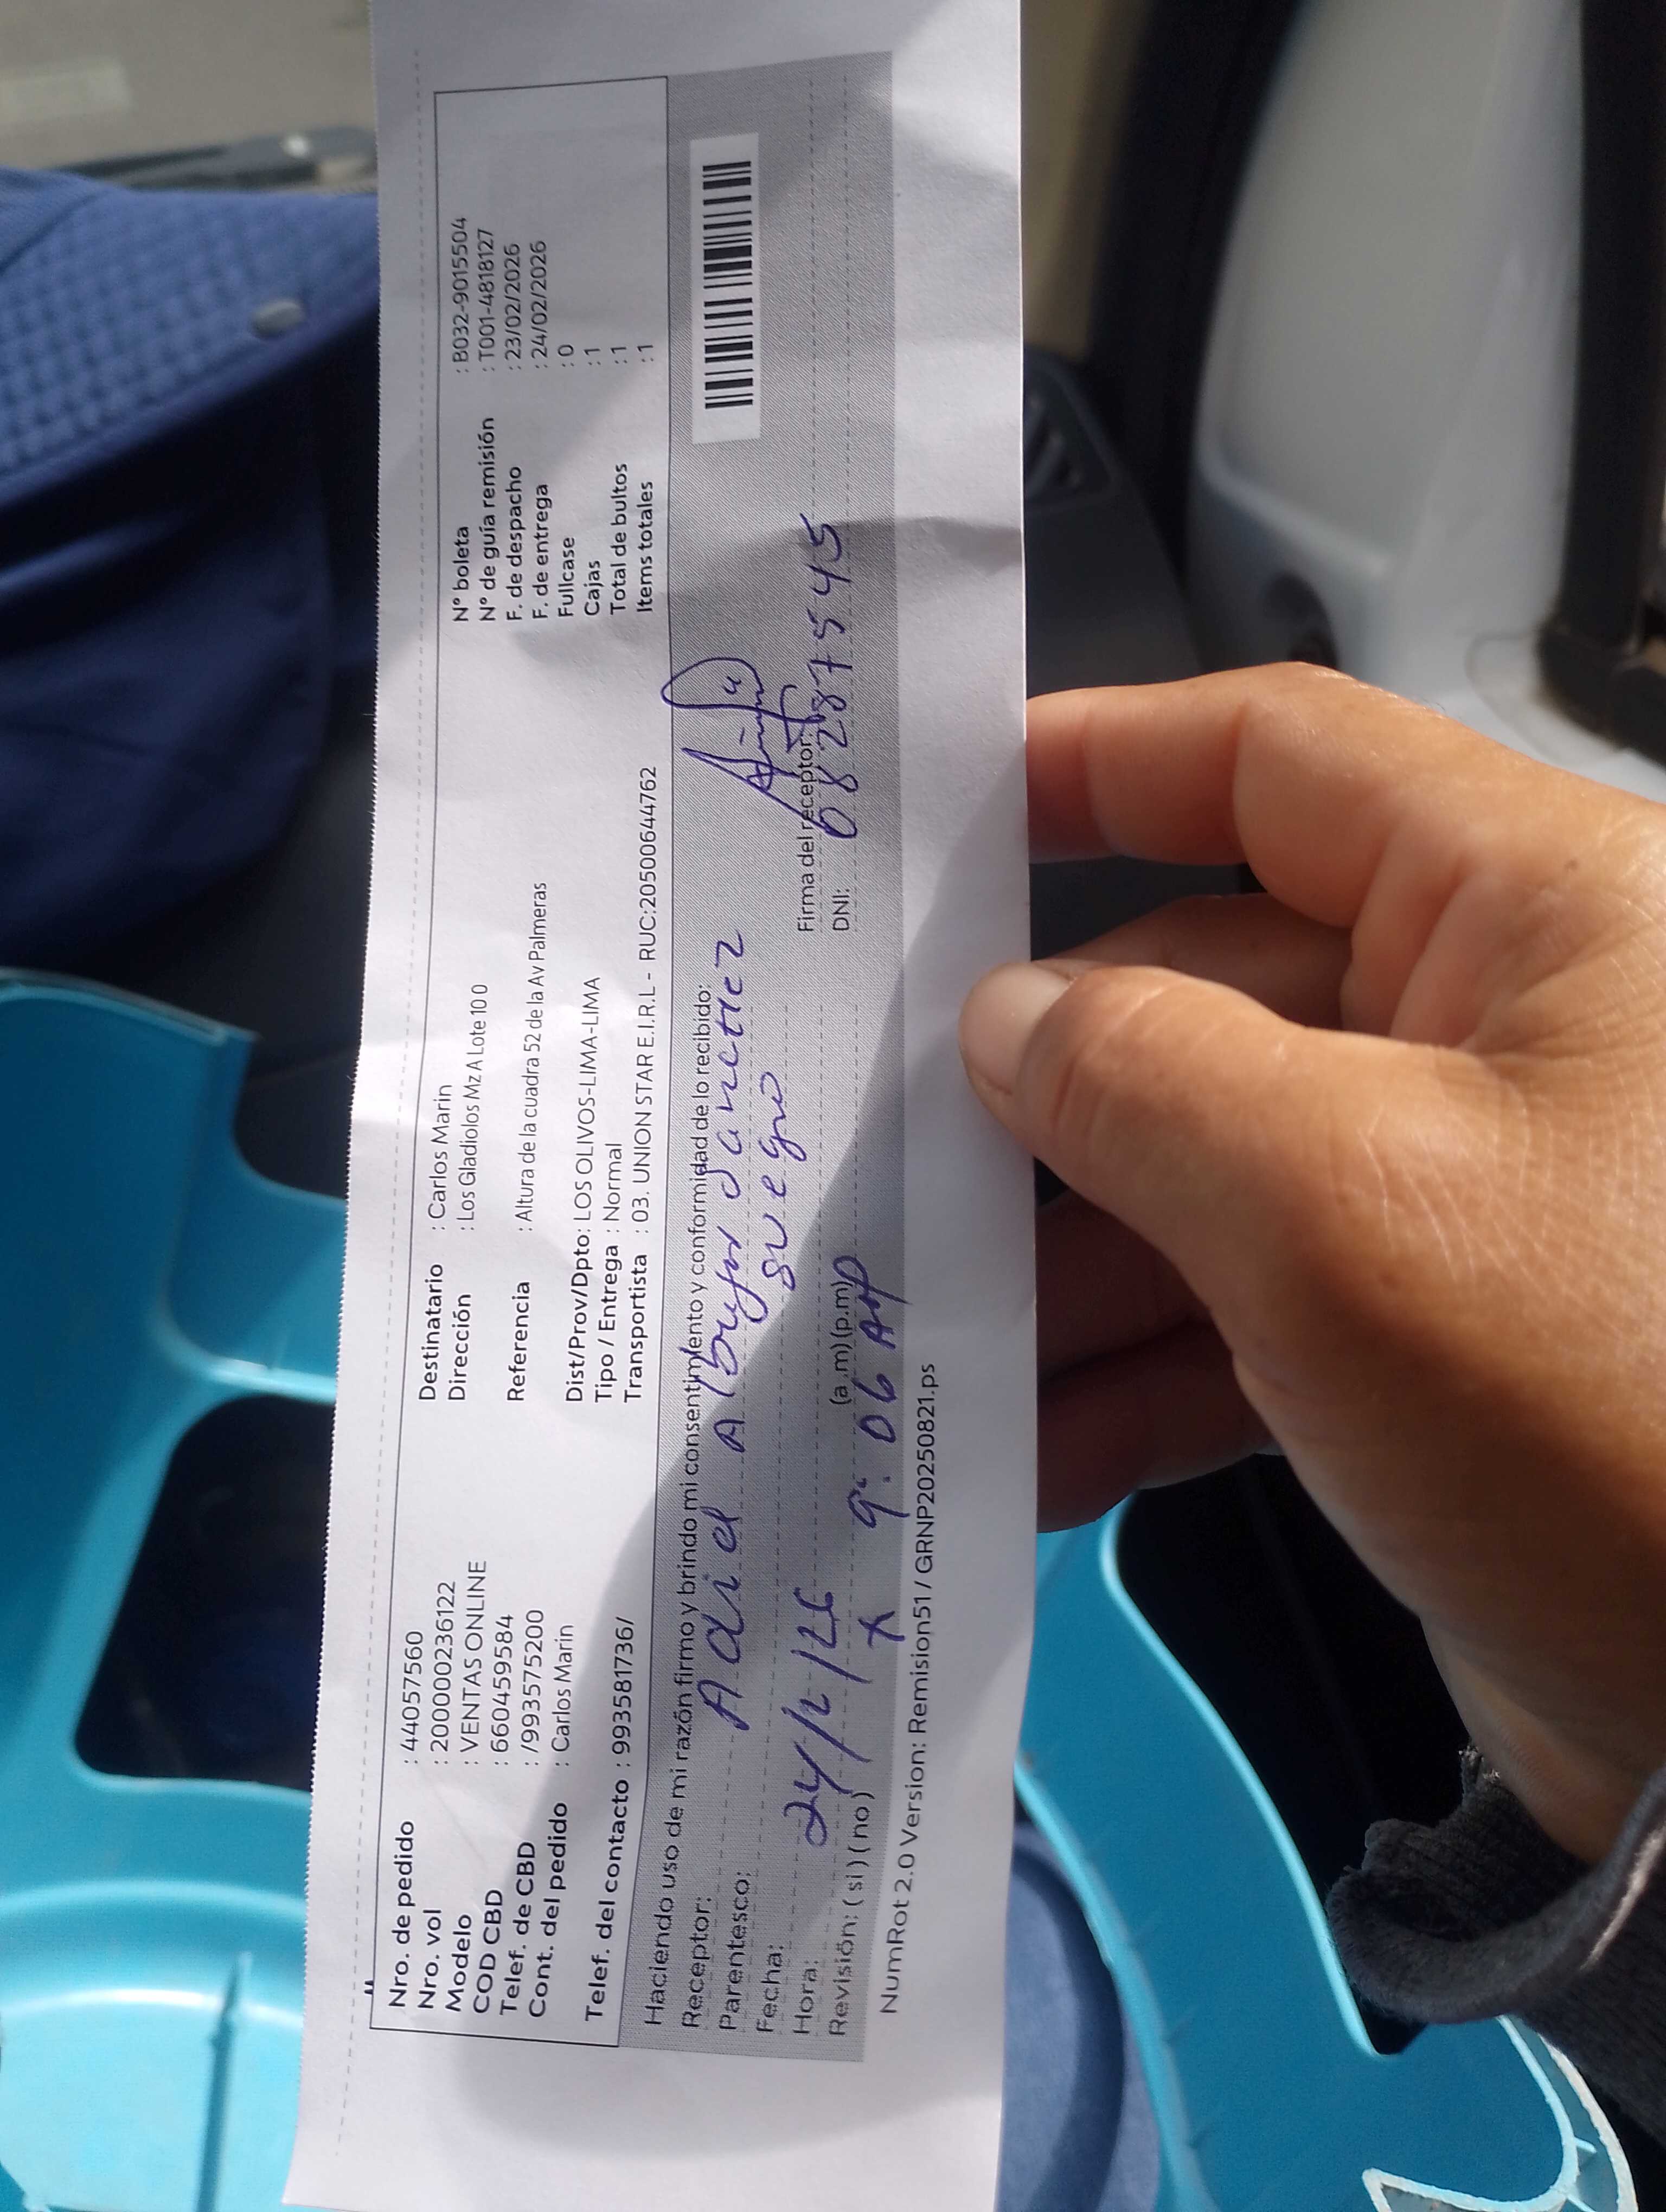 Nro. de pedido : 44057560
Nro. vol : 200000236122
Modelo : VENTAS ONLINE
COD CBD : 660459584
Telef. de CBD : /993575200
Cont. del pedido : Carlos Marin
Telef. del contacto : 993581736/
Destinatario : Carlos Marin
Dirección : Los Gladiolos Mz A Lote 100
Referencia : Altura de la cuadra 52 de la Av Palmeras
Dist/Prov/Dpto: LOS OLIVOS-LIMA-LIMA
Tipo / Entrega : Normal
Transportista : 03. UNION STAR E.I.R.L - RUC:20500644762
N° boleta : B032-9015504
N° de guía remisión : T001-4818127
F. de despacho : 23/02/2026
F. de entrega : 24/02/2026
Fullcase : 0
Cajas : 1
Total de bultos : 1
Items totales : 1
Haciendo uso de mi razón firmo y brindo mi consentimiento y conformidad de lo recibido:
Receptor: Sanchez
Parentesco: suegro
Fecha: 24/2/26
Hora: 9:06 (a.m)(p.m)
Revisión: (si)(no) x
Firma del receptor:
DNI: 08287545
NumRot 2.0 Version: Remision51 / GRNP20250821.ps